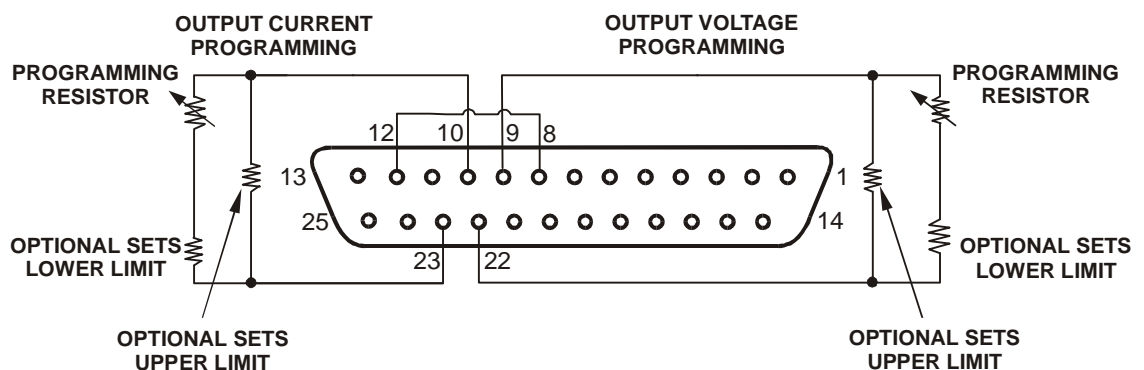 OUTPUT CURRENT
PROGRAMMING
OUTPUT VOLTAGE
PROGRAMMING
PROGRAMMING
RESISTOR
PROGRAMMING
RESISTOR
12
10
9
8
13
1
25
14
23
22
OPTIONAL SETS
LOWER LIMIT
OPTIONAL SETS
LOWER LIMIT
OPTIONAL SETS
UPPER LIMIT
OPTIONAL SETS
UPPER LIMIT